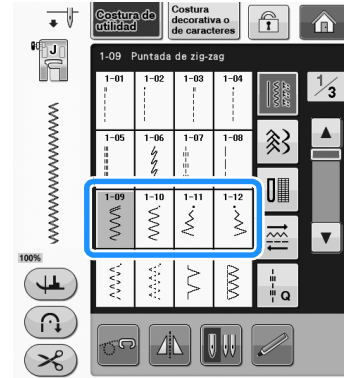 Costura de
utilidad
Costura
decorativa o
de caracteres
J
1-09 Puntada de zig-zag
1-01 1-02 1-03 1-04
1/3
1-05 1-06 1-07 1-08
1-09 1-10 1-11 1-12
100%
Q